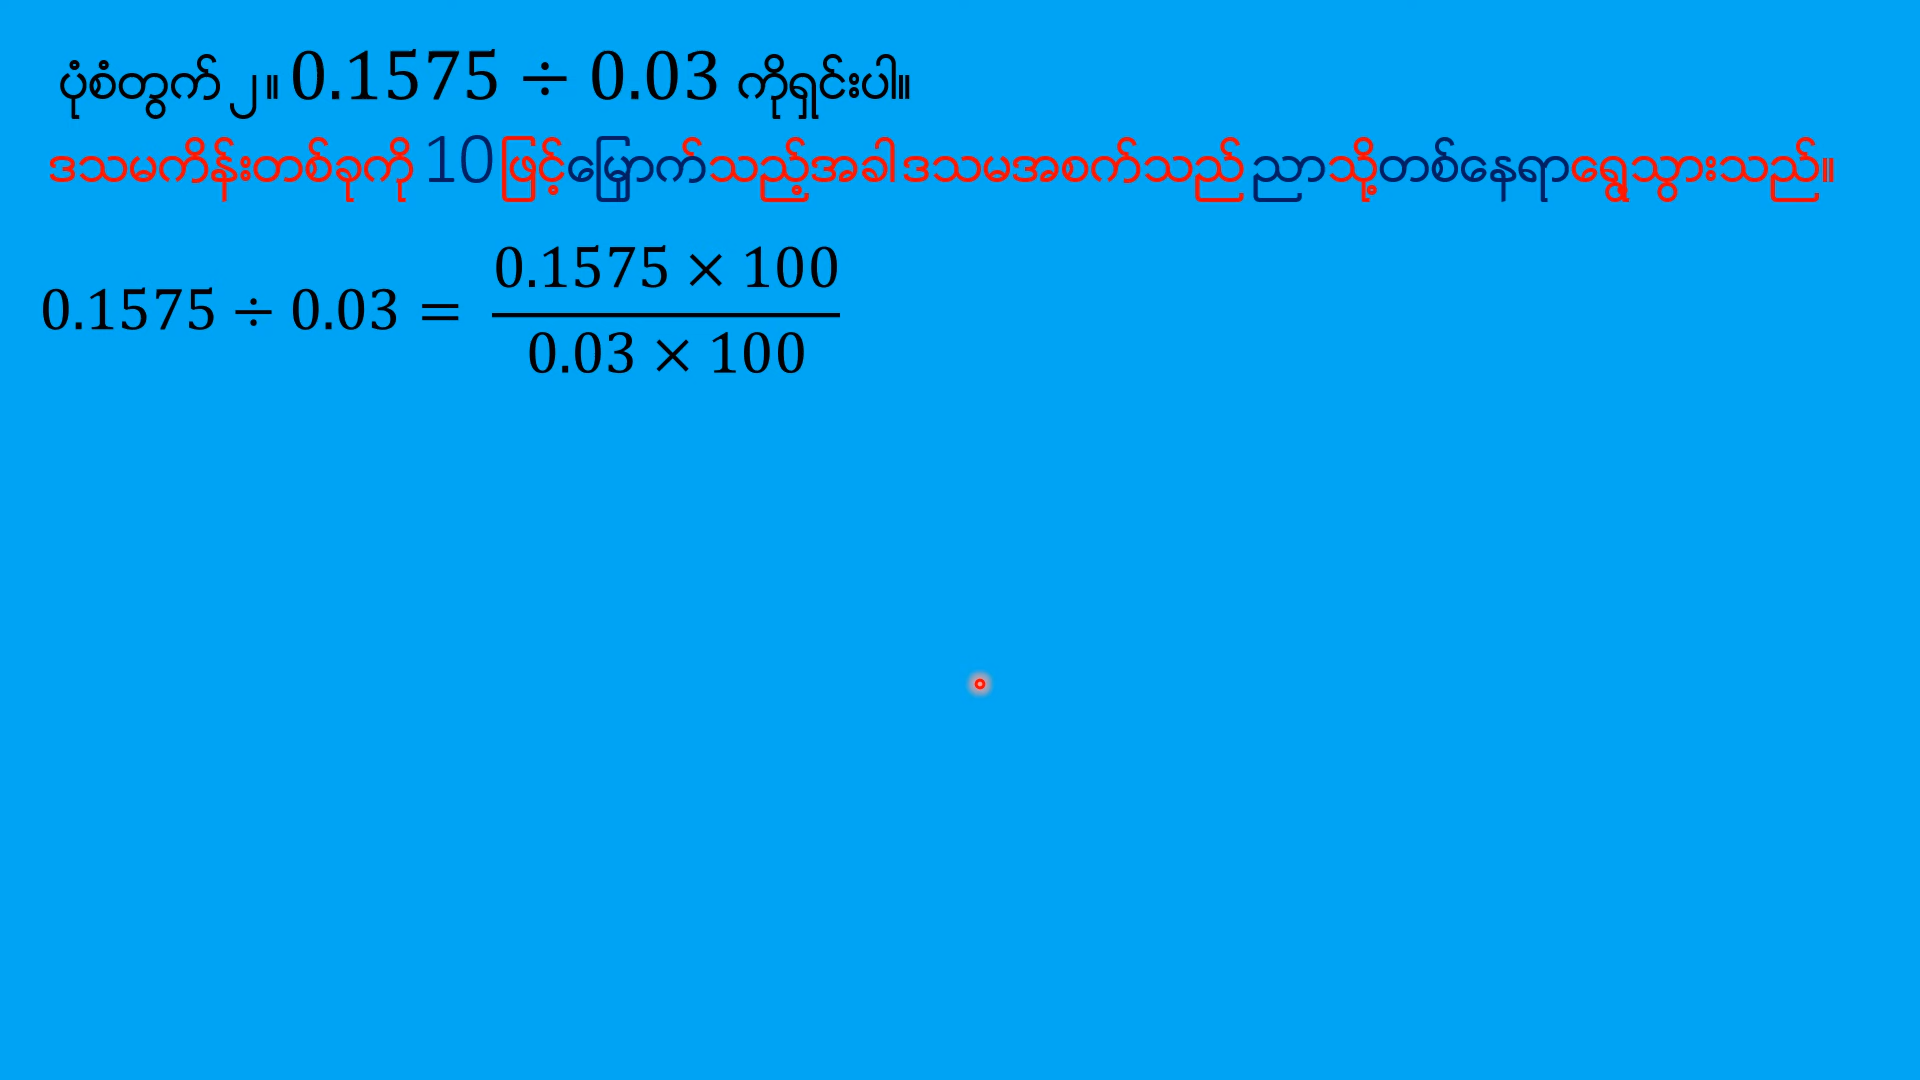 ပုံစံတွက် ၂။ 0.1575 ÷ 0.03 ကိုရှင်းပါ။
ဒသမကိန်းတစ်ခုကို 10 ဖြင့်မြှောက်သည့်အခါ ဒသမအစက်သည် ညာသို့တစ်နေရာရွေ့သွားသည်။
0.1575 ÷ 0.03 = \frac{0.1575 × 100}{0.03 × 100}